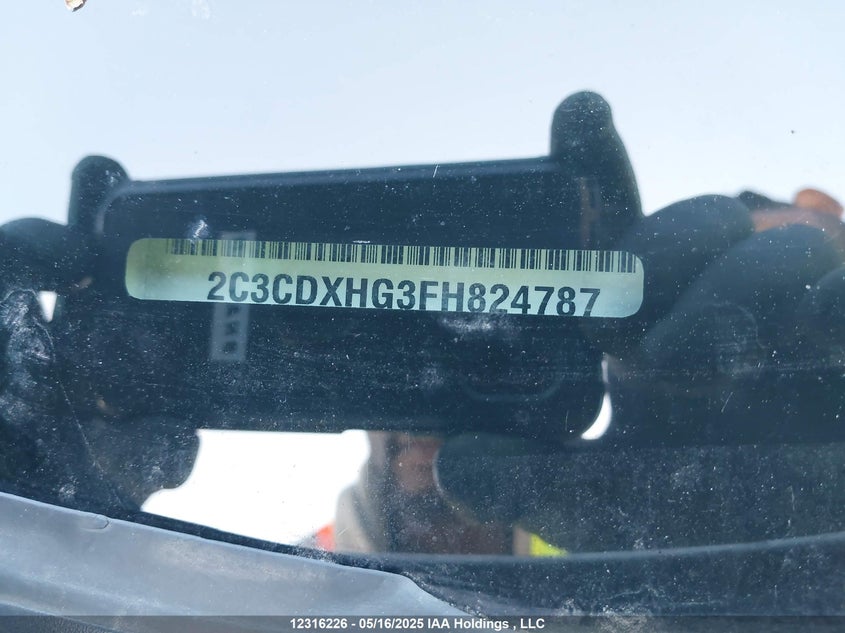 2C3CDXHG3FH824787
12316226 - 05/16/2025 IAA Holdings , LLC